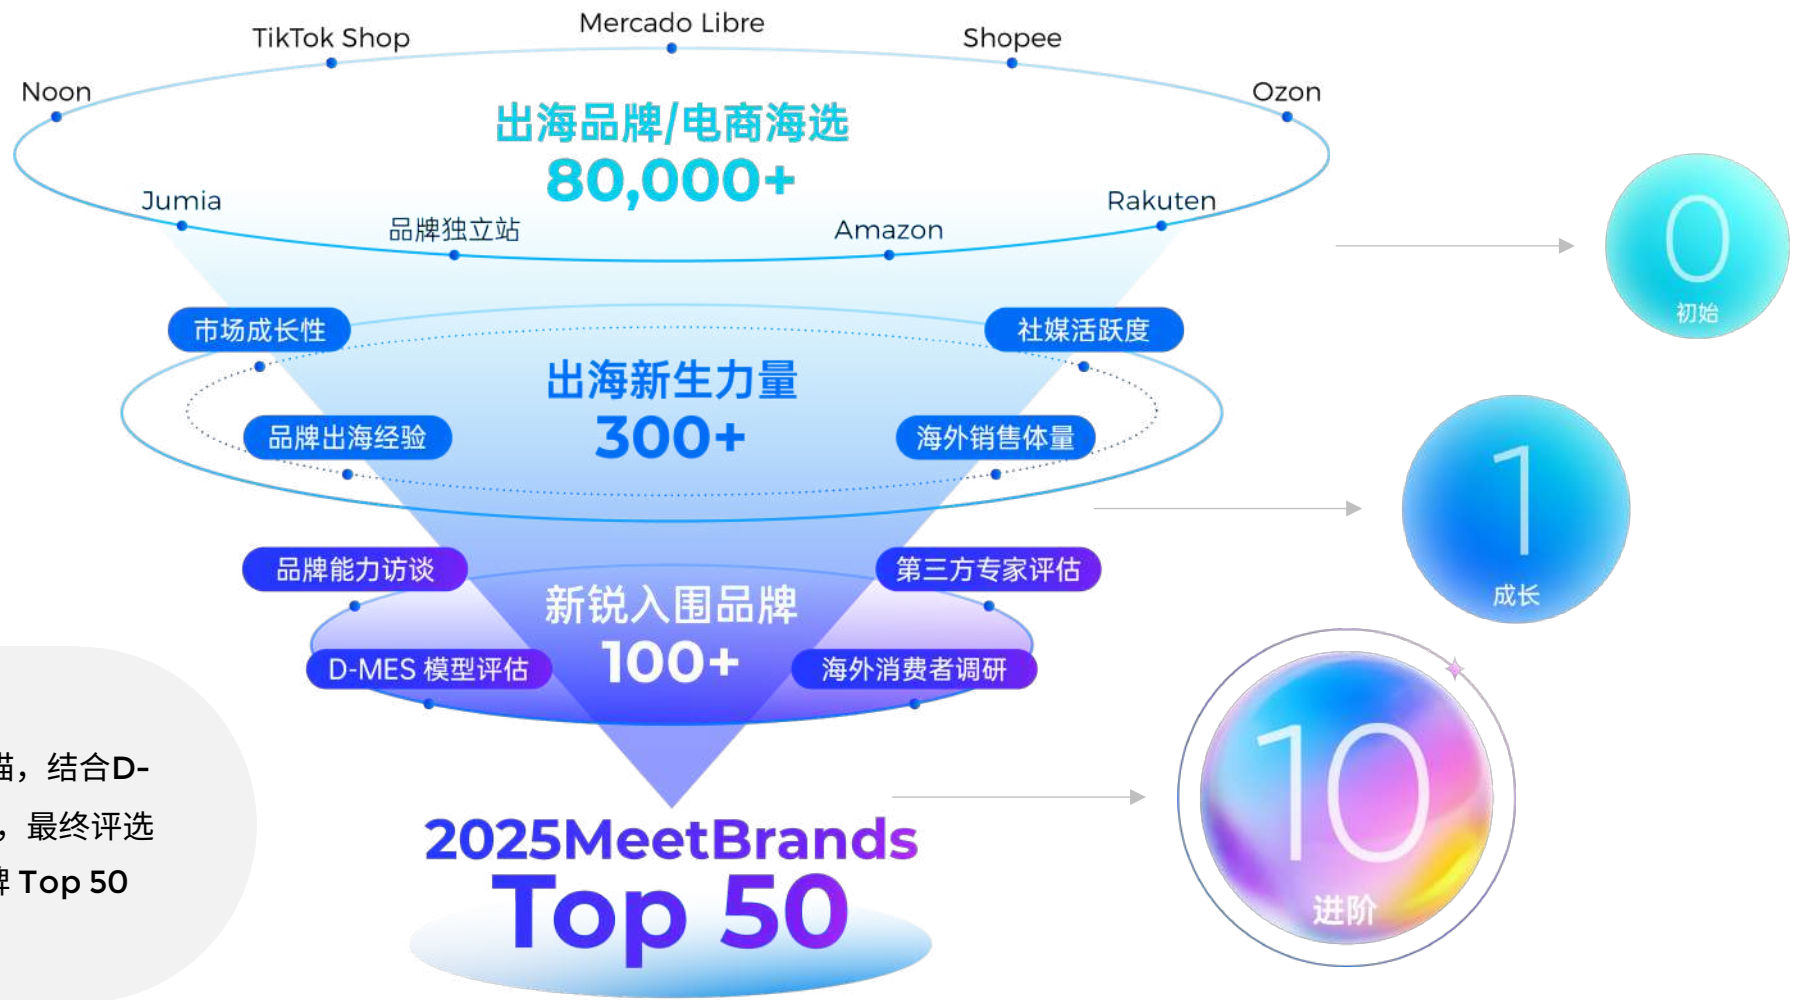 Mercado Libre
TikTok Shop
Shopee
Noon
Ozon
出海品牌/电商海选
80,000+
Jumia
Rakuten
品牌独立站
Amazon
0
初始
市场成长性
社媒活跃度
出海新生力量
300+
品牌出海经验
海外销售体量
1
成长
品牌能力访谈
第三方专家评估
新锐入围品牌
100+
D-MES 模型评估
海外消费者调研
10
进阶
,结合D-
,最终评选
Top 50
2025MeetBrands
Top 50